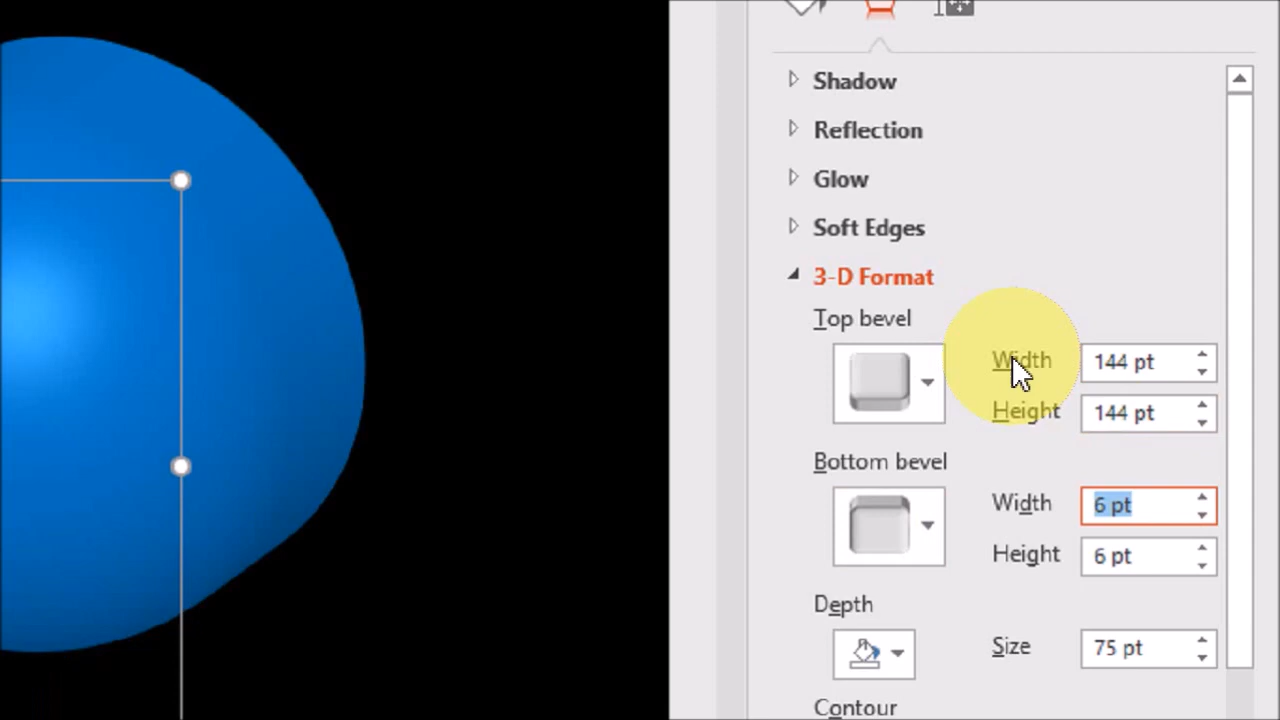 Shadow
Reflection
Glow
Soft Edges
3-D Format
Top bevel
Width 144 pt
Height 144 pt
Bottom bevel
Width 6 pt
Height 6 pt
Depth
Size 75 pt
Contour